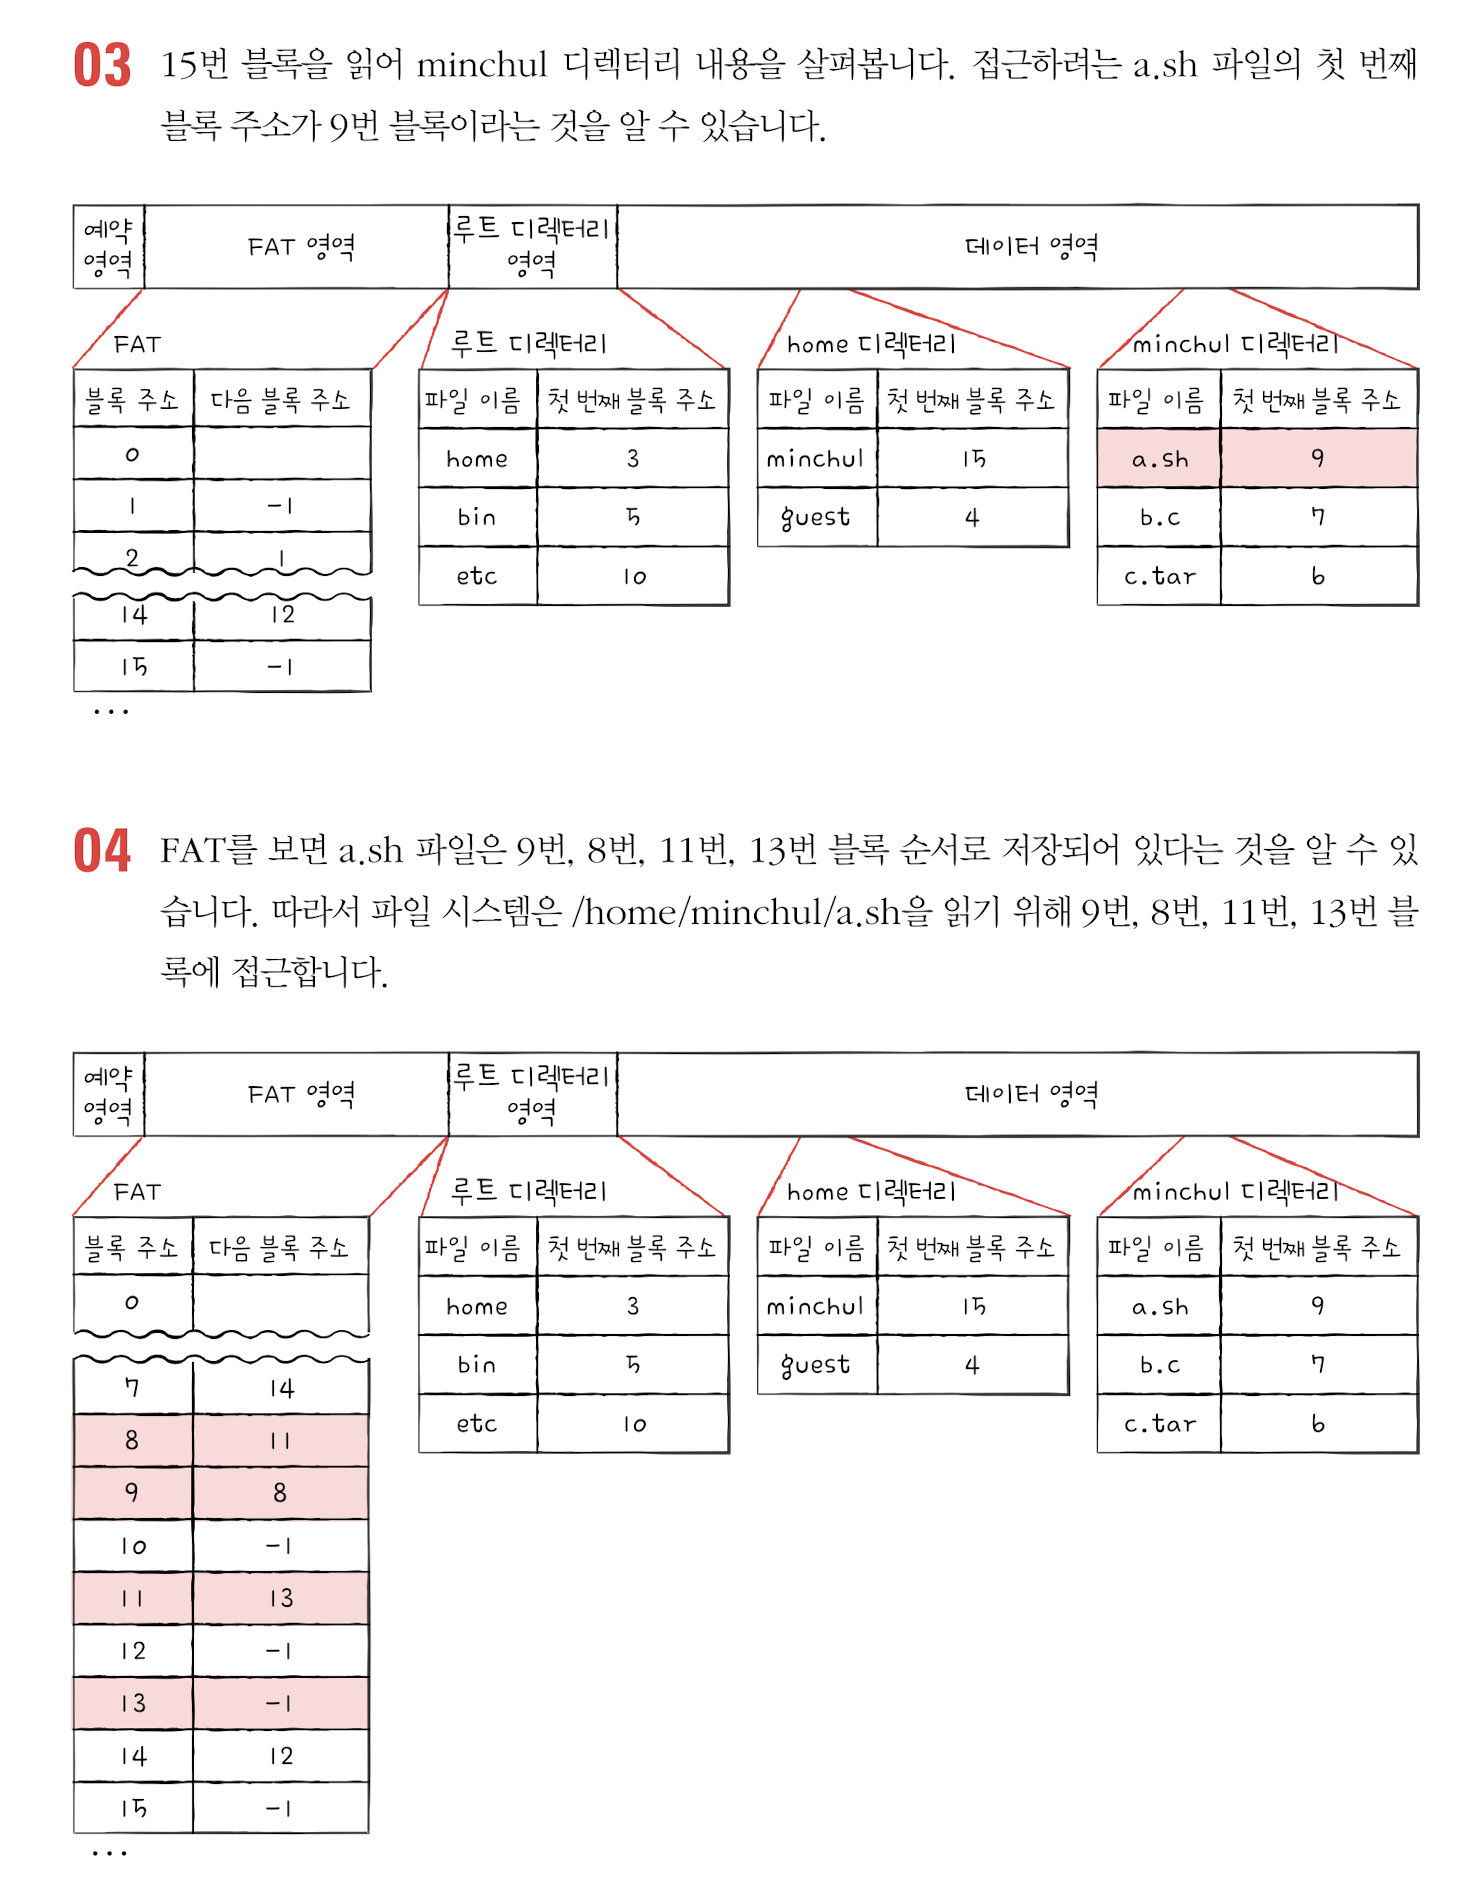 03 15번 블록을 읽어 minchul 디렉터리 내용을 살펴봅니다. 접근하려는 a.sh 파일의 첫 번째
블록 주소가 9번 블록이라는 것을 알 수 있습니다.
예약 영역 FAT 영역 루트 디렉터리 영역 데이터 영역
FAT 루트 디렉터리 home 디렉터리 minchul 디렉터리
블록 주소 다음 블록 주소 파일 이름 첫 번째 블록 주소 파일 이름 첫 번째 블록 주소 파일 이름 첫 번째 블록 주소
0 home 3 minchul 15 a.sh 9
1 -1 bin 5 guest 4 b.c 7
2 1 etc 10 c.tar 6
14 12
15 -1
...
04 FAT를 보면 a.sh 파일은 9번, 8번, 11번, 13번 블록 순서로 저장되어 있다는 것을 알 수 있
습니다. 따라서 파일 시스템은 /home/minchul/a.sh을 읽기 위해 9번, 8번, 11번, 13번 블
록에 접근합니다.
예약 영역 FAT 영역 루트 디렉터리 영역 데이터 영역
FAT 루트 디렉터리 home 디렉터리 minchul 디렉터리
블록 주소 다음 블록 주소 파일 이름 첫 번째 블록 주소 파일 이름 첫 번째 블록 주소 파일 이름 첫 번째 블록 주소
0 home 3 minchul 15 a.sh 9
7 14 bin 5 guest 4 b.c 7
8 11 etc 10 c.tar 6
9 8
10 -1
11 13
12 -1
13 -1
14 12
15 -1
...